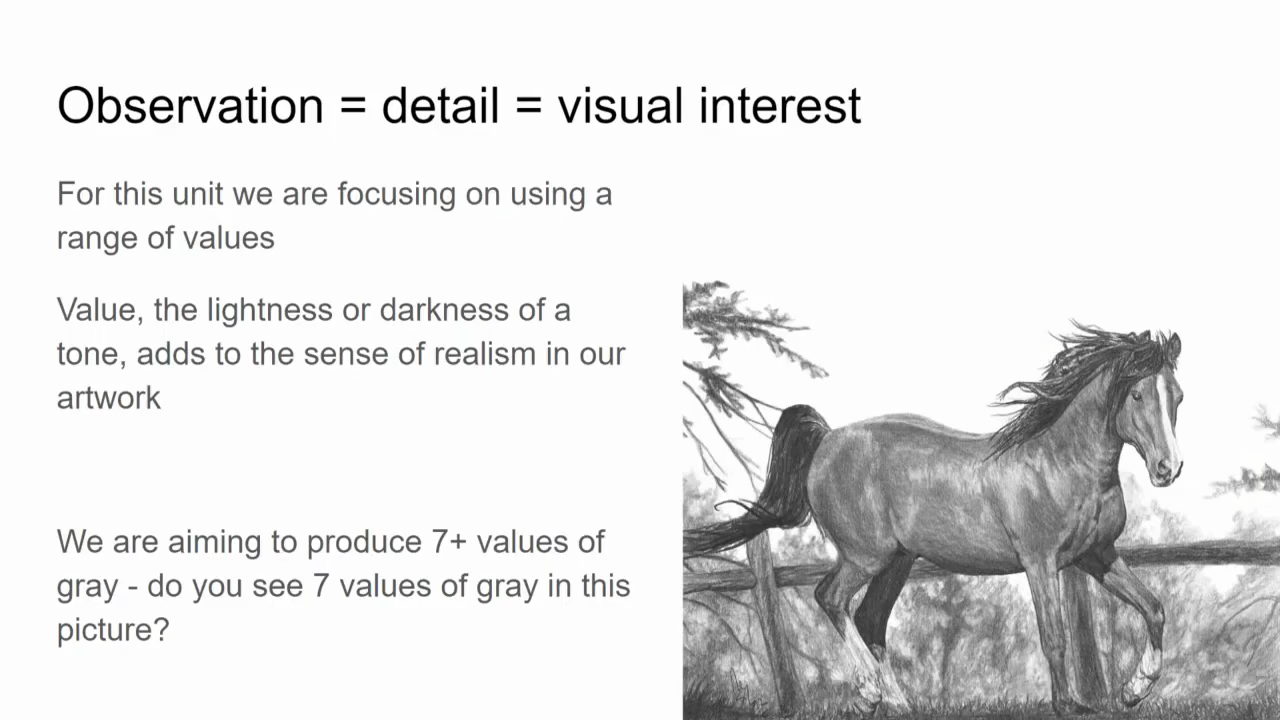 Observation = detail = visual interest
For this unit we are focusing on using a
range of values
Value, the lightness or darkness of a
tone, adds to the sense of realism in our
artwork
We are aiming to produce 7+ values of
gray - do you see 7 values of gray in this
picture?